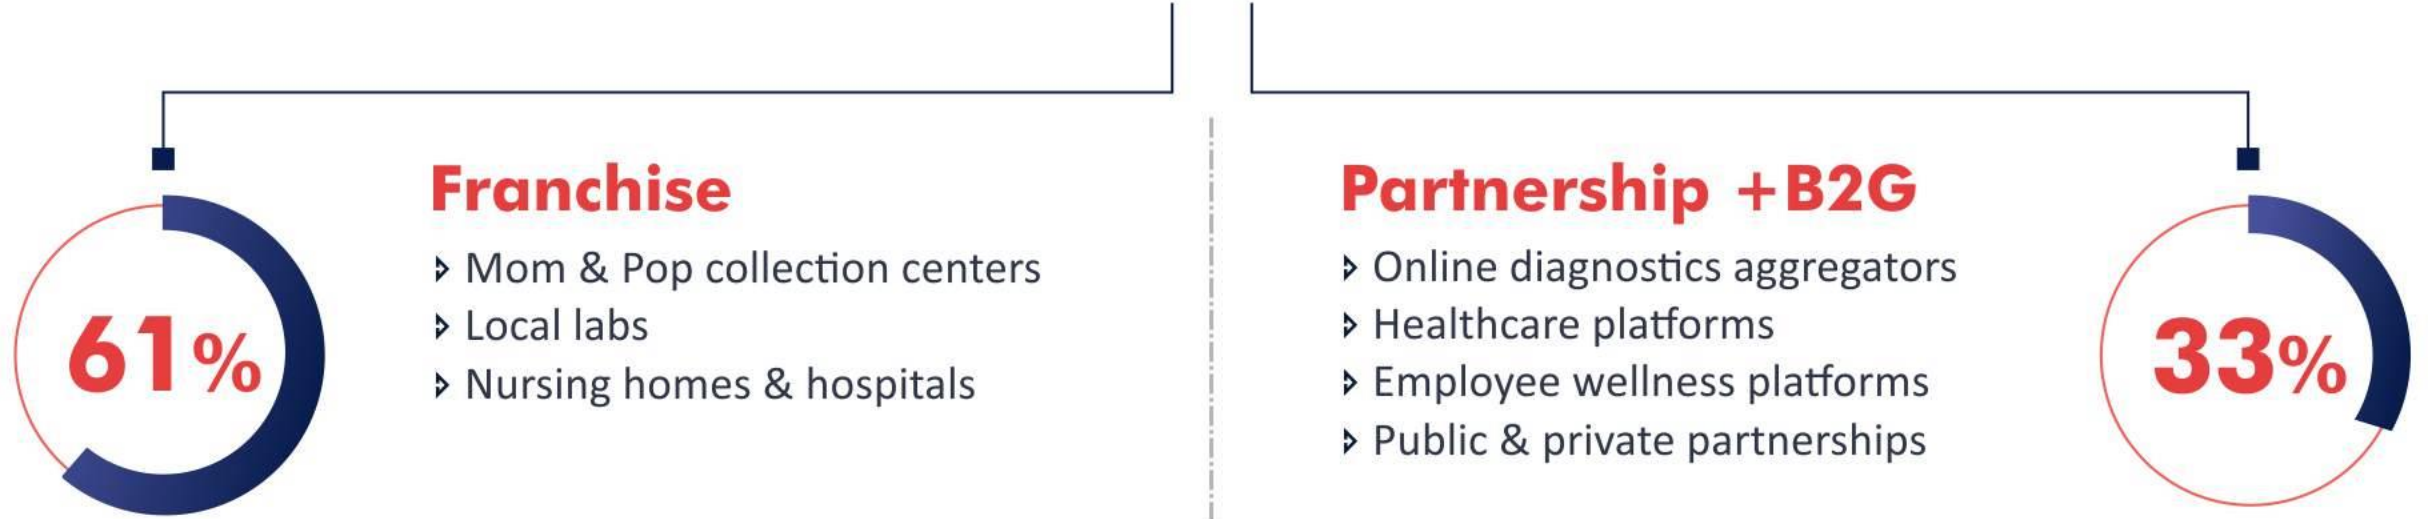 Franchise
Mom & Pop collection centers
Local labs
Nursing homes & hospitals
61%
Partnership +B2G
Online diagnostics aggregators
Healthcare platforms
Employee wellness platforms
Public & private partnerships
33%